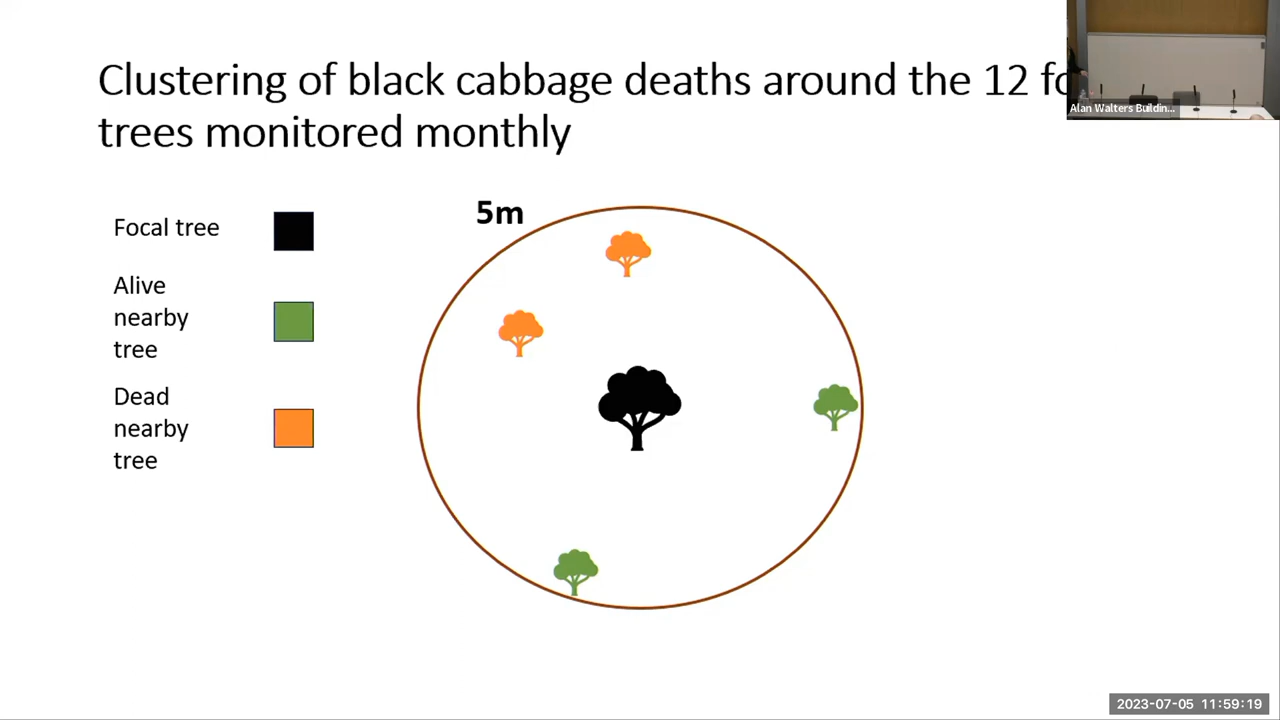 Clustering of black cabbage deaths around the 12
trees monitored monthly
Alan Walters Buildin...
5m
Focal tree
Alive
nearby
tree
Dead
nearby
tree
2023-07-05 11:59:19